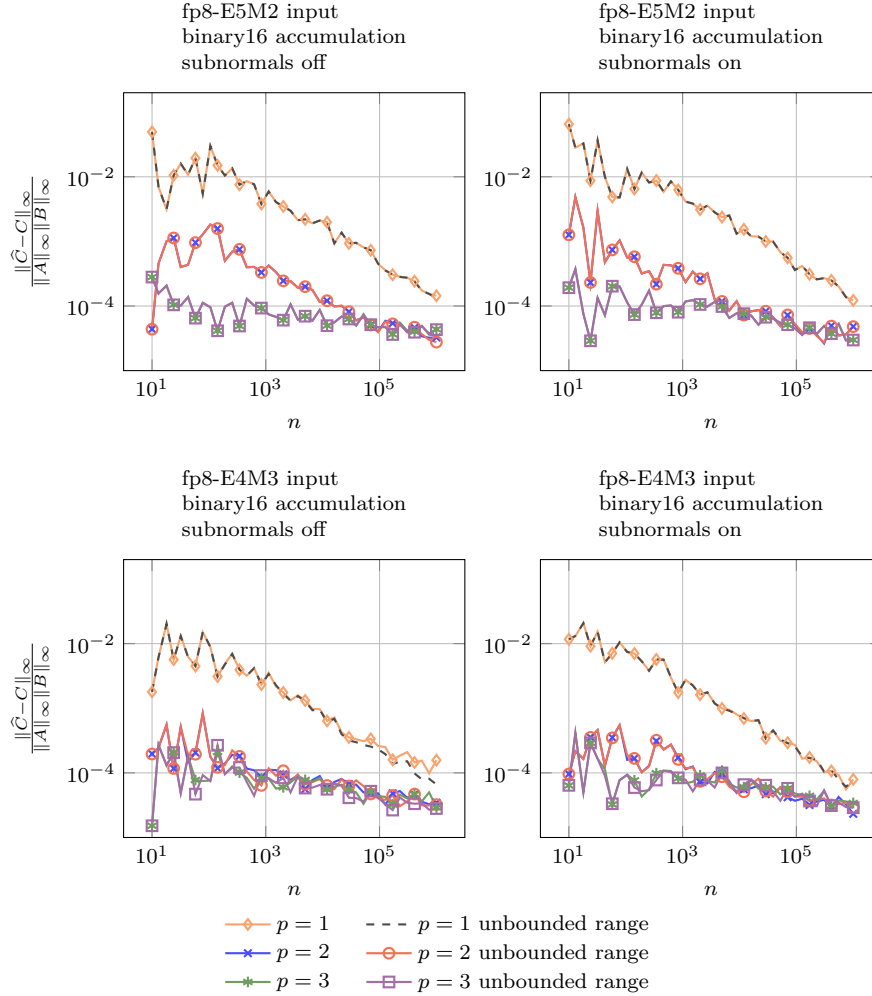 fp8-E5M2 input
binary16 accumulation
subnormals off
fp8-E5M2 input
binary16 accumulation
subnormals on
10^{-2}
10^{-4}
‖Ĉ−C‖_∞ / ‖A‖_∞‖B‖_∞
10^1 10^3 10^5
n
10^{-2}
10^{-4}
10^1 10^3 10^5
n
fp8-E4M3 input
binary16 accumulation
subnormals off
fp8-E4M3 input
binary16 accumulation
subnormals on
10^{-2}
10^{-4}
‖Ĉ−C‖_∞ / ‖A‖_∞‖B‖_∞
10^1 10^3 10^5
n
10^{-2}
10^{-4}
10^1 10^3 10^5
n
p = 1 p = 1 unbounded range
p = 2 p = 2 unbounded range
p = 3 p = 3 unbounded range